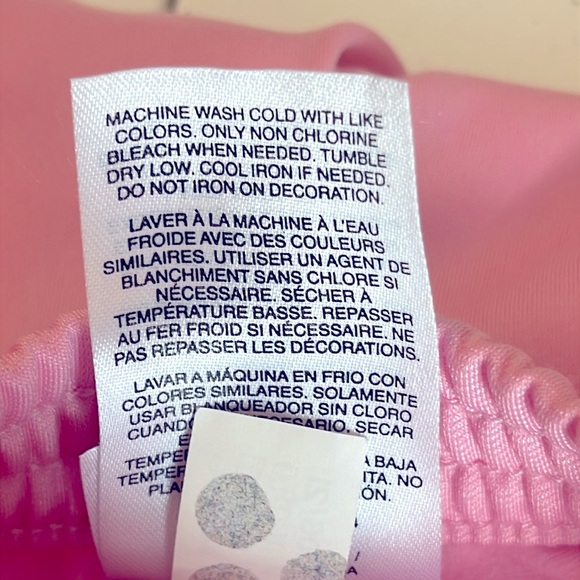 MACHINE WASH COLD WITH LIKE
COLORS. ONLY NON CHLORINE
BLEACH WHEN NEEDED. TUMBLE
DRY LOW. COOL IRON IF NEEDED.
DO NOT IRON ON DECORATION.
LAVER À LA MACHINE À L'EAU
FROIDE AVEC DES COULEURS
SIMILAIRES. UTILISER UN AGENT DE
BLANCHIMENT SANS CHLORE SI
NÉCESSAIRE. SÉCHER À
TEMPÉRATURE BASSE. REPASSER
AU FER FROID SI NÉCESSAIRE. NE
PAS REPASSER LES DÉCORATIONS.
LAVAR A MÁQUINA EN FRIO CON
COLORES SIMILARES. SOLAMENTE
USAR BLANQUEADOR SIN CLORO
SECAR
BAJA
NO